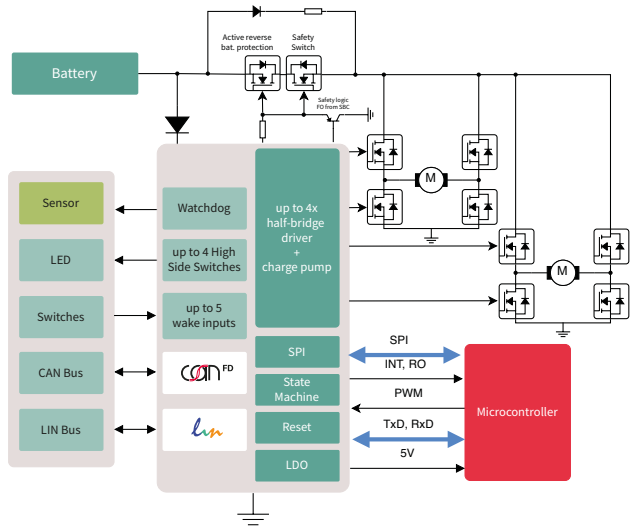 Active reverse
bat. protection
Safety
Switch
Battery
Safety logic
FO from SBC
M
M
Sensor
LED
Switches
CAN Bus
LIN Bus
Watchdog
up to 4 High
Side Switches
up to 5
wake inputs
CAN FD
lin
up to 4x
half-bridge
driver
+
charge pump
SPI
State
Machine
Reset
LDO
SPI
INT, RO
PWM
TxD, RxD
5V
Microcontroller